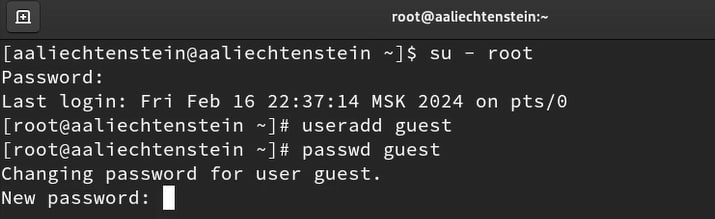 root@aaliechtenstein:~
[aaliechtenstein@aaliechtenstein ~]$ su - root
Password:
Last login: Fri Feb 16 22:37:14 MSK 2024 on pts/0
[root@aaliechtenstein ~]# useradd guest
[root@aaliechtenstein ~]# passwd guest
Changing password for user guest.
New password: